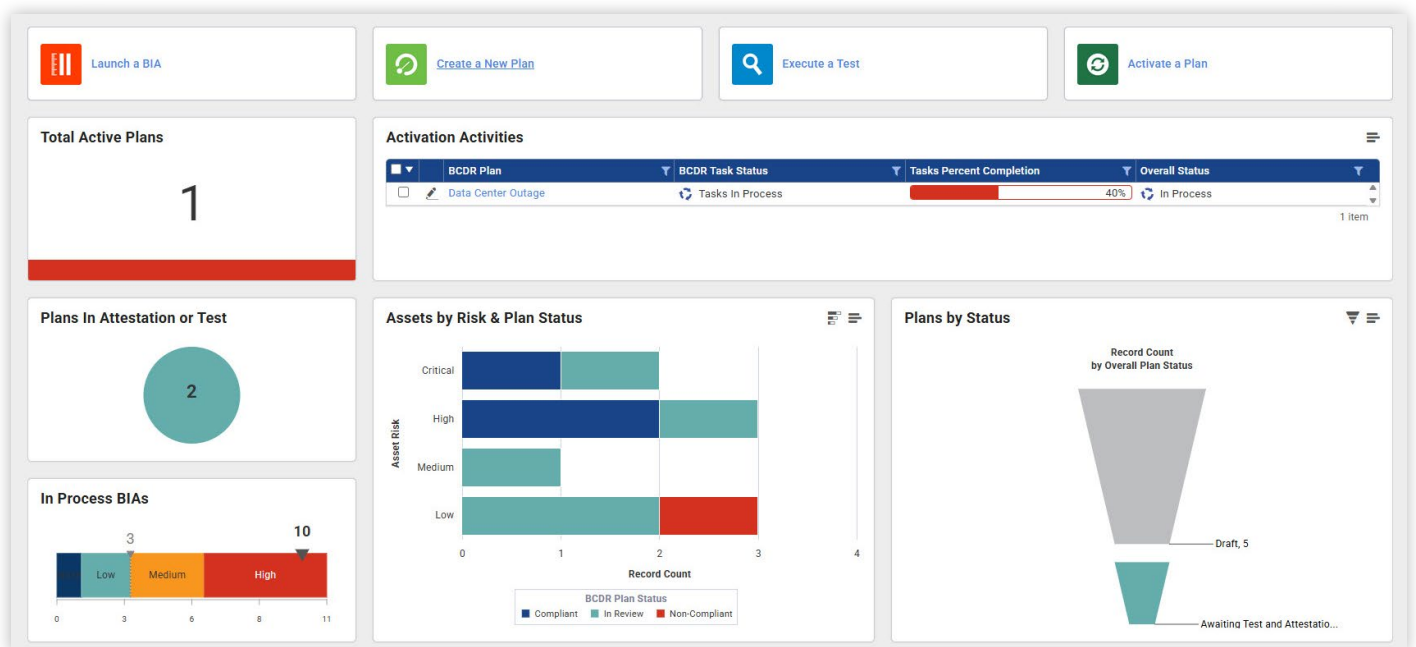 Launch a BIA
Create a New Plan
Execute a Test
Activate a Plan
Total Active Plans
1
Activation Activities
BCDR Plan
BCDR Task Status
Tasks Percent Completion
Overall Status
Data Center Outage
Tasks In Process
40%
In Process
1 item
Plans In Attestation or Test
2
In Process BIAs
10
3
Low
Medium
High
0
3
6
8
11
Assets by Risk & Plan Status
Asset Risk
Critical
High
Medium
Low
0
1
2
3
4
Record Count
BCDR Plan Status
Compliant
In Review
Non-Compliant
Plans by Status
Record Count
by Overall Plan Status
Draft, 5
Awaiting Test and Attestatio...